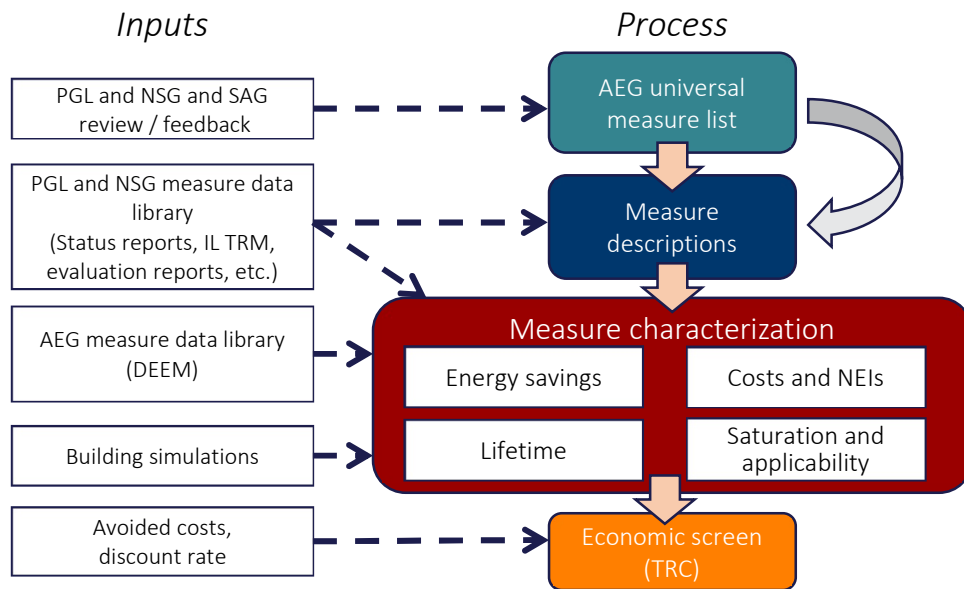 Inputs
Process
PGL and NSG and SAG
review / feedback
AEG universal
measure list
PGL and NSG measure data
library
(Status reports, IL TRM,
evaluation reports, etc.)
Measure
descriptions
AEG measure data library
(DEEM)
Measure characterization
Energy savings
Costs and NEIs
Building simulations
Lifetime
Saturation and
applicability
Avoided costs,
discount rate
Economic screen
(TRC)